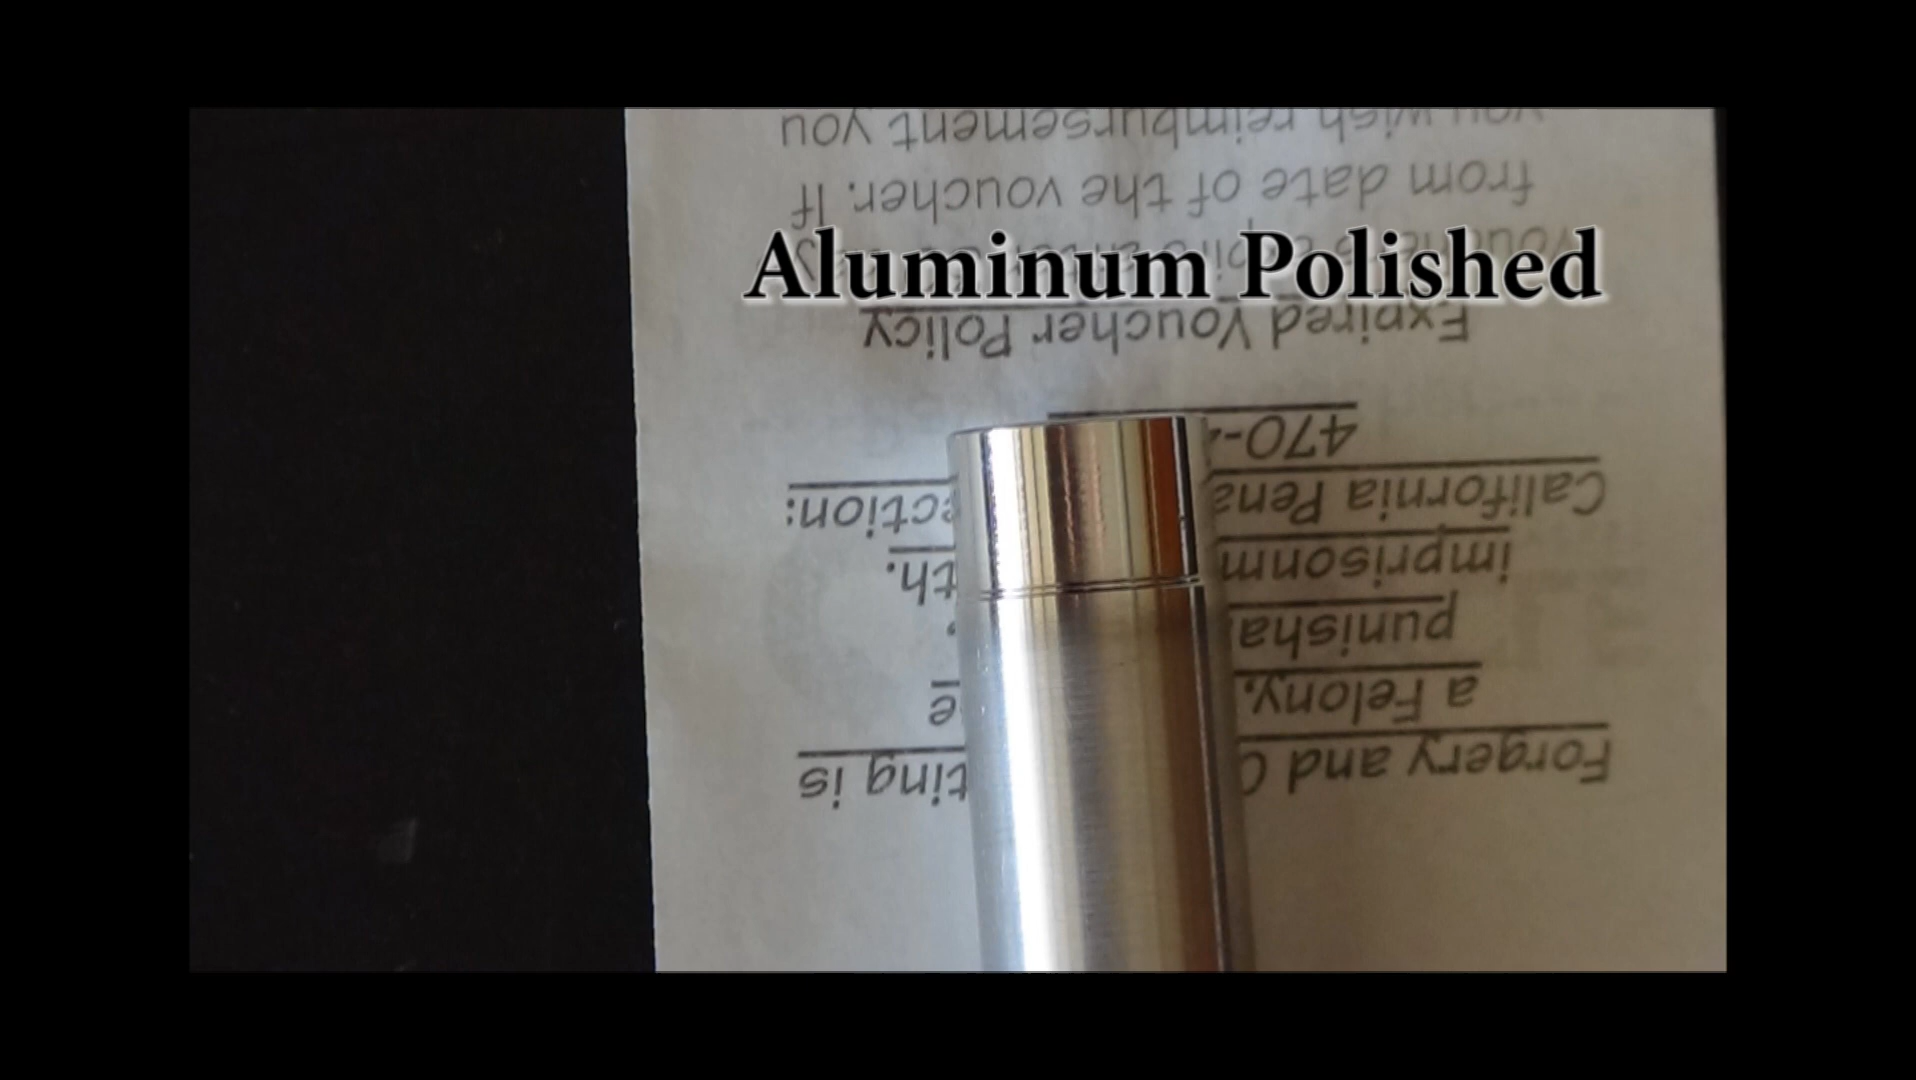 Aluminum Polished
Forgery and C ting is
a Felony, e
punisha
imprisonm th.
California Pena ction:
470-
Expired Voucher Policy
from date of the voucher. If
you wish reimbursement you